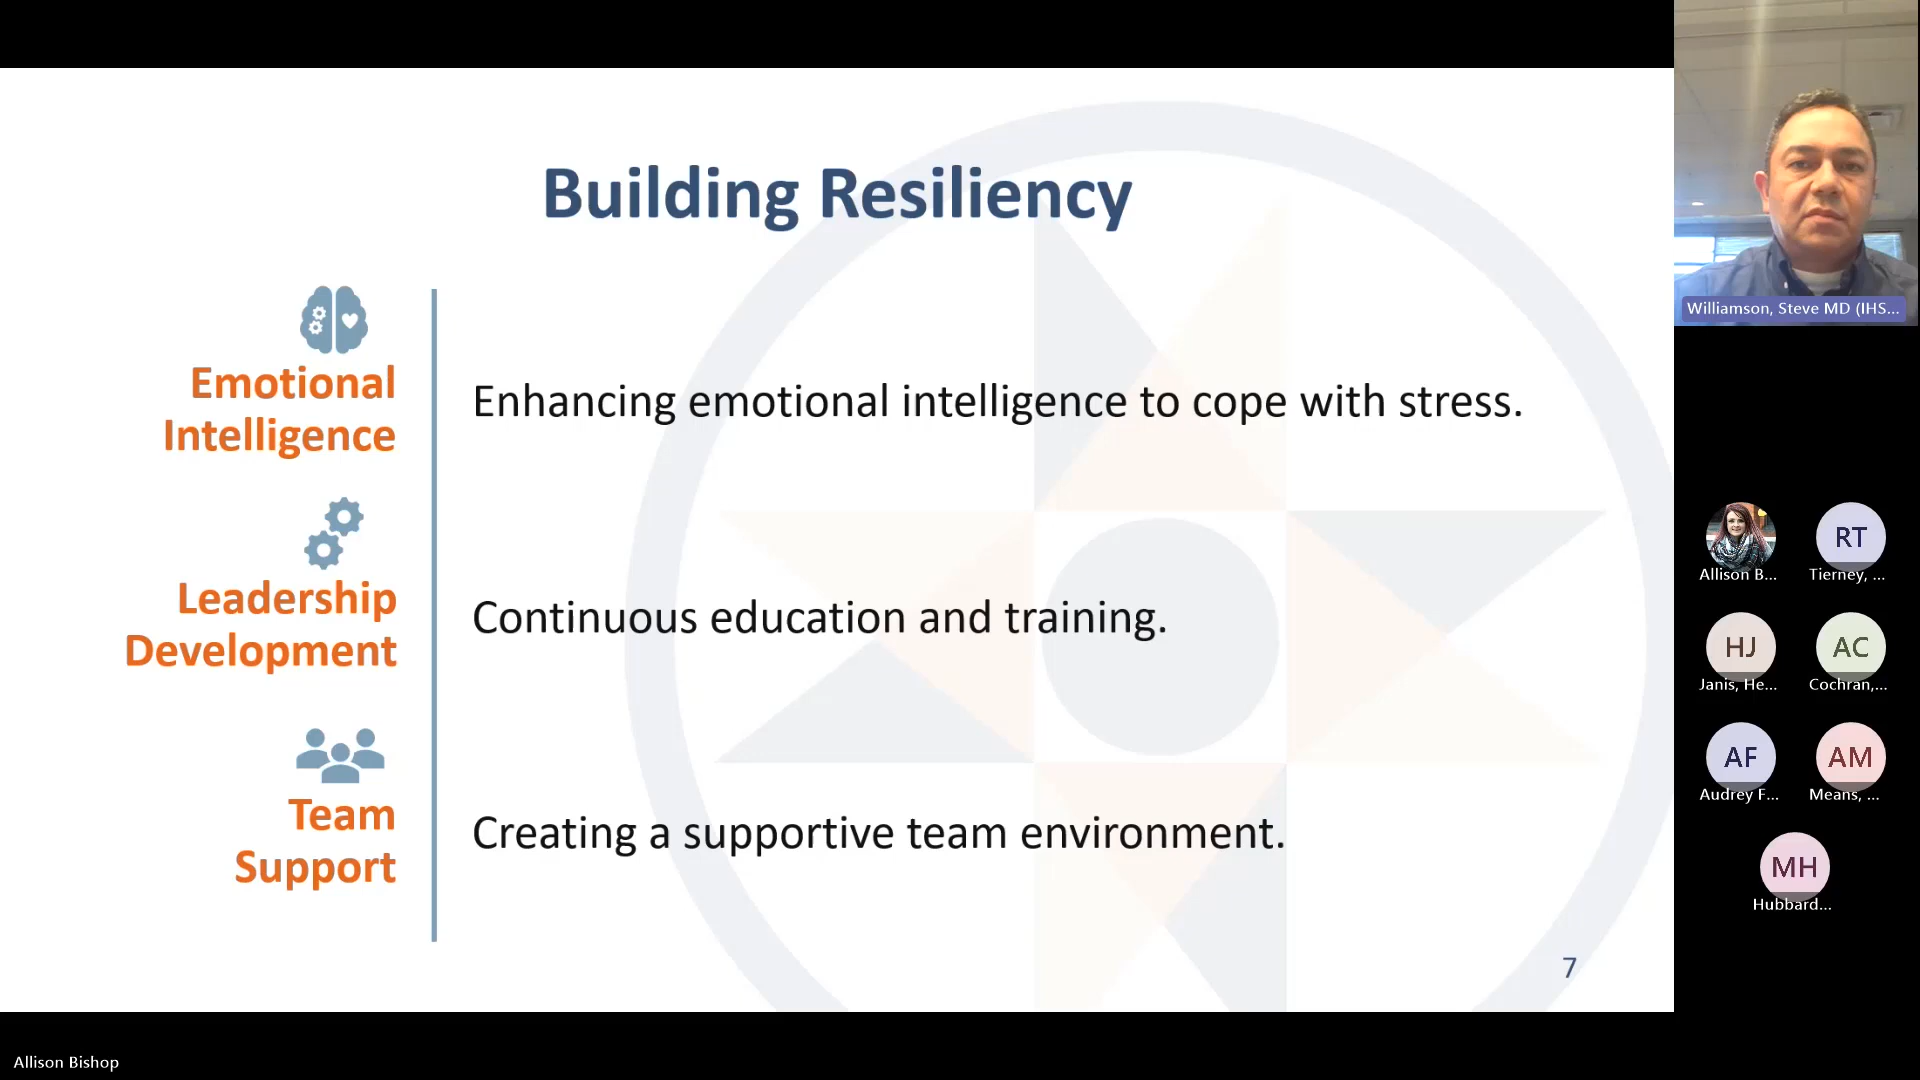 Building Resiliency
Emotional
Intelligence
Enhancing emotional intelligence to cope with stress.
Leadership
Development
Continuous education and training.
Team
Support
Creating a supportive team environment.
7
Williamson, Steve MD (IHS...
Allison B...
RT
Tierney, ...
HJ
Janis, He...
AC
Cochran,...
AF
Audrey F...
AM
Means, ...
MH
Hubbard...
Allison Bishop